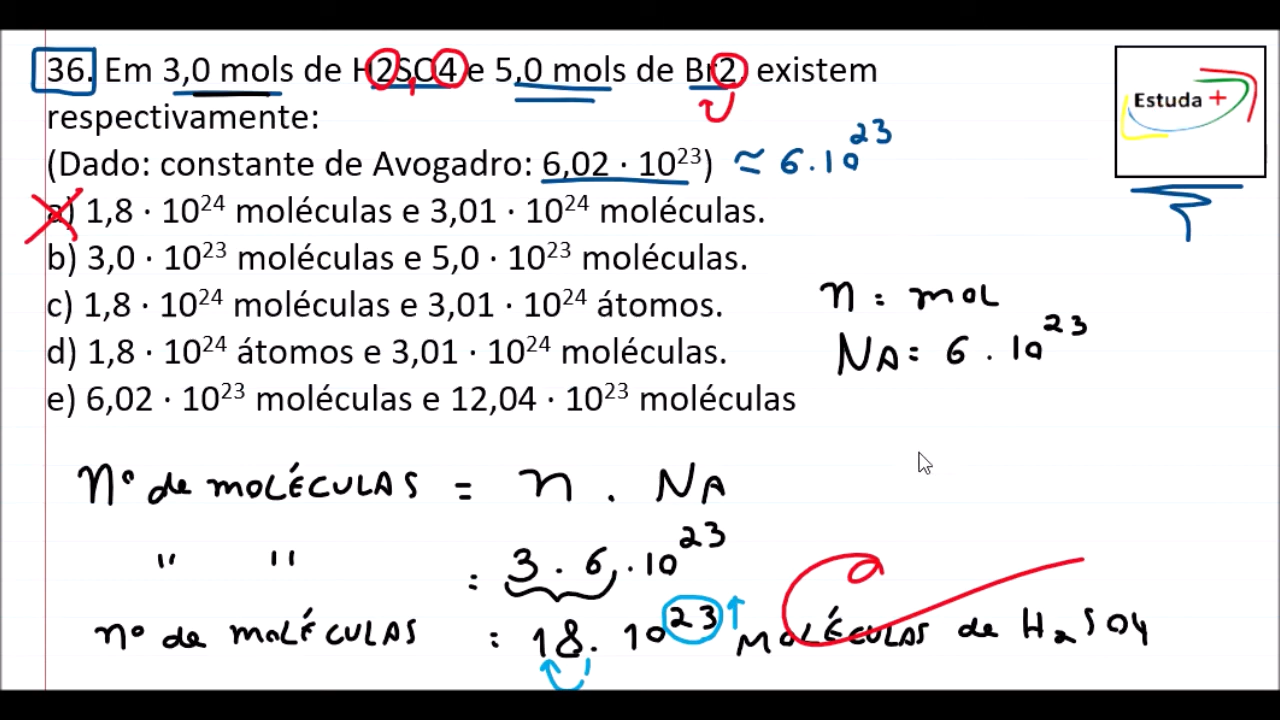 36. Em 3,0 mols de H2SO4 e 5,0 mols de Br2, existem
respectivamente:
(Dado: constante de Avogadro: 6,02 · 10²³) ≃ 6.10²³
a) 1,8 · 10²⁴ moléculas e 3,01 · 10²⁴ moléculas.
b) 3,0 · 10²³ moléculas e 5,0 · 10²³ moléculas.
c) 1,8 · 10²⁴ moléculas e 3,01 · 10²⁴ átomos.
d) 1,8 · 10²⁴ átomos e 3,01 · 10²⁴ moléculas.
e) 6,02 · 10²³ moléculas e 12,04 · 10²³ moléculas
Estuda +
n = mol
NA = 6 . 10²³
Nº de moléculas = n . NA
" " = 3 . 6 . 10²³
nº de moléculas = 18. 10²³ moléculas de H₂SO₄